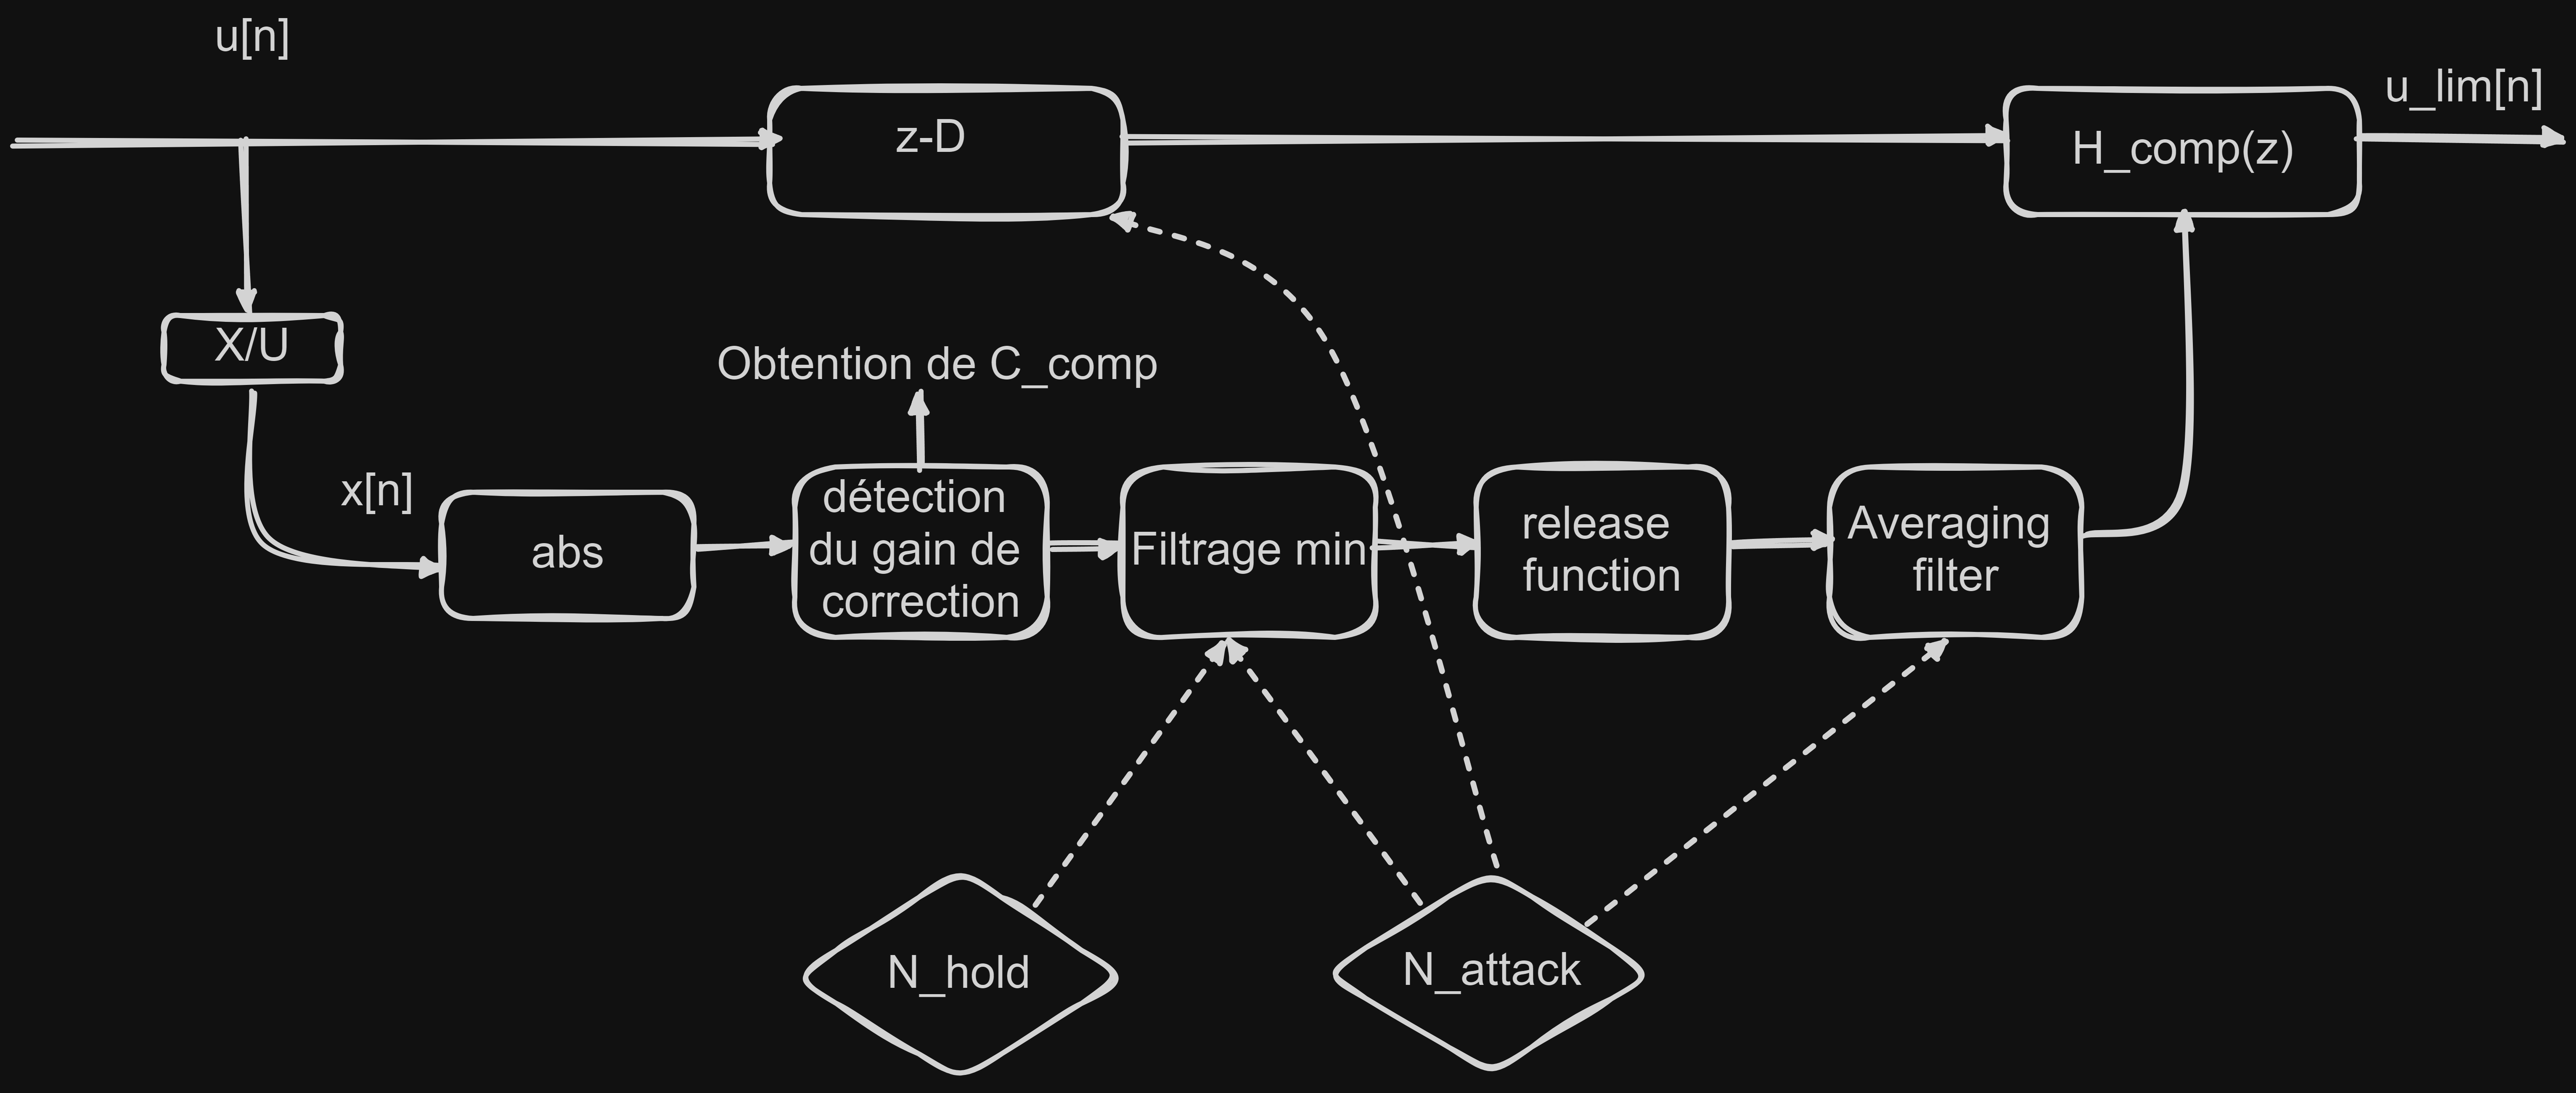 u[n]
u_lim[n]
z-D
H_comp(z)
X/U
Obtention de C_comp
x[n]
abs
détection
du gain de
correction
Filtrage min
release
function
Averaging
filter
N_hold
N_attack